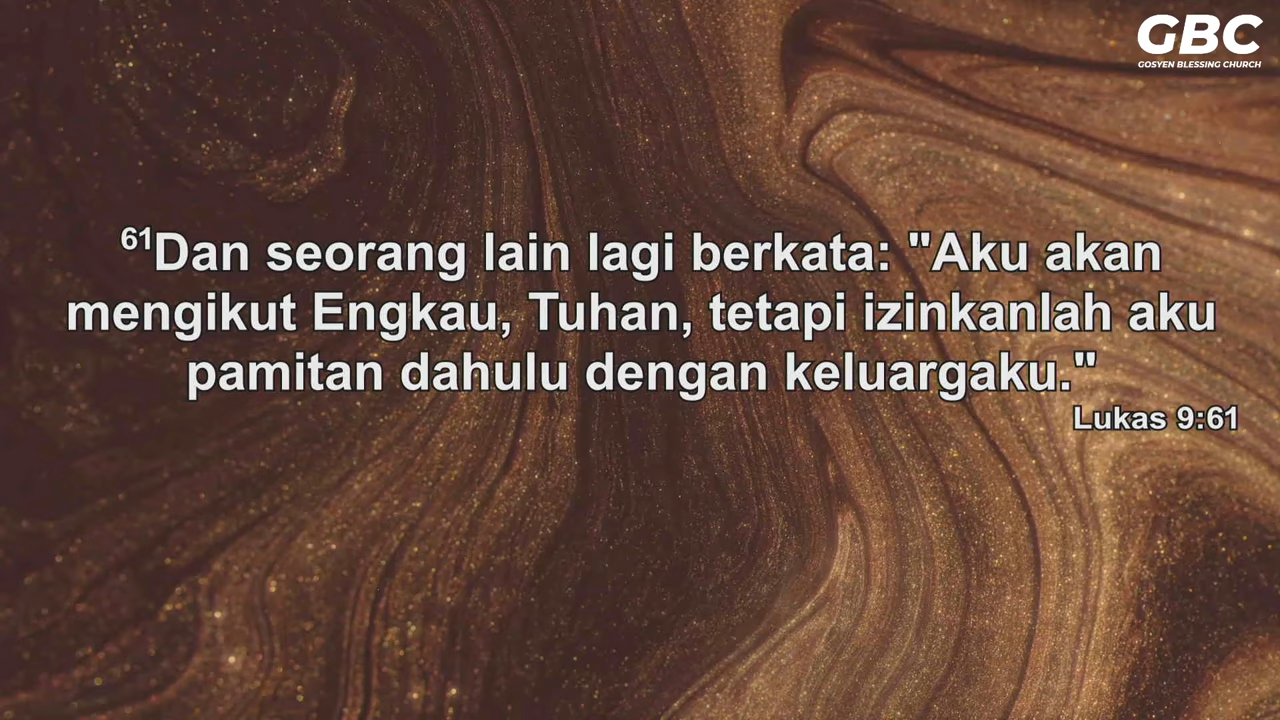 GBC
GOSYEN BLESSING CHURCH
61Dan seorang lain lagi berkata: "Aku akan
mengikut Engkau, Tuhan, tetapi izinkanlah aku
pamitan dahulu dengan keluargaku."
Lukas 9:61